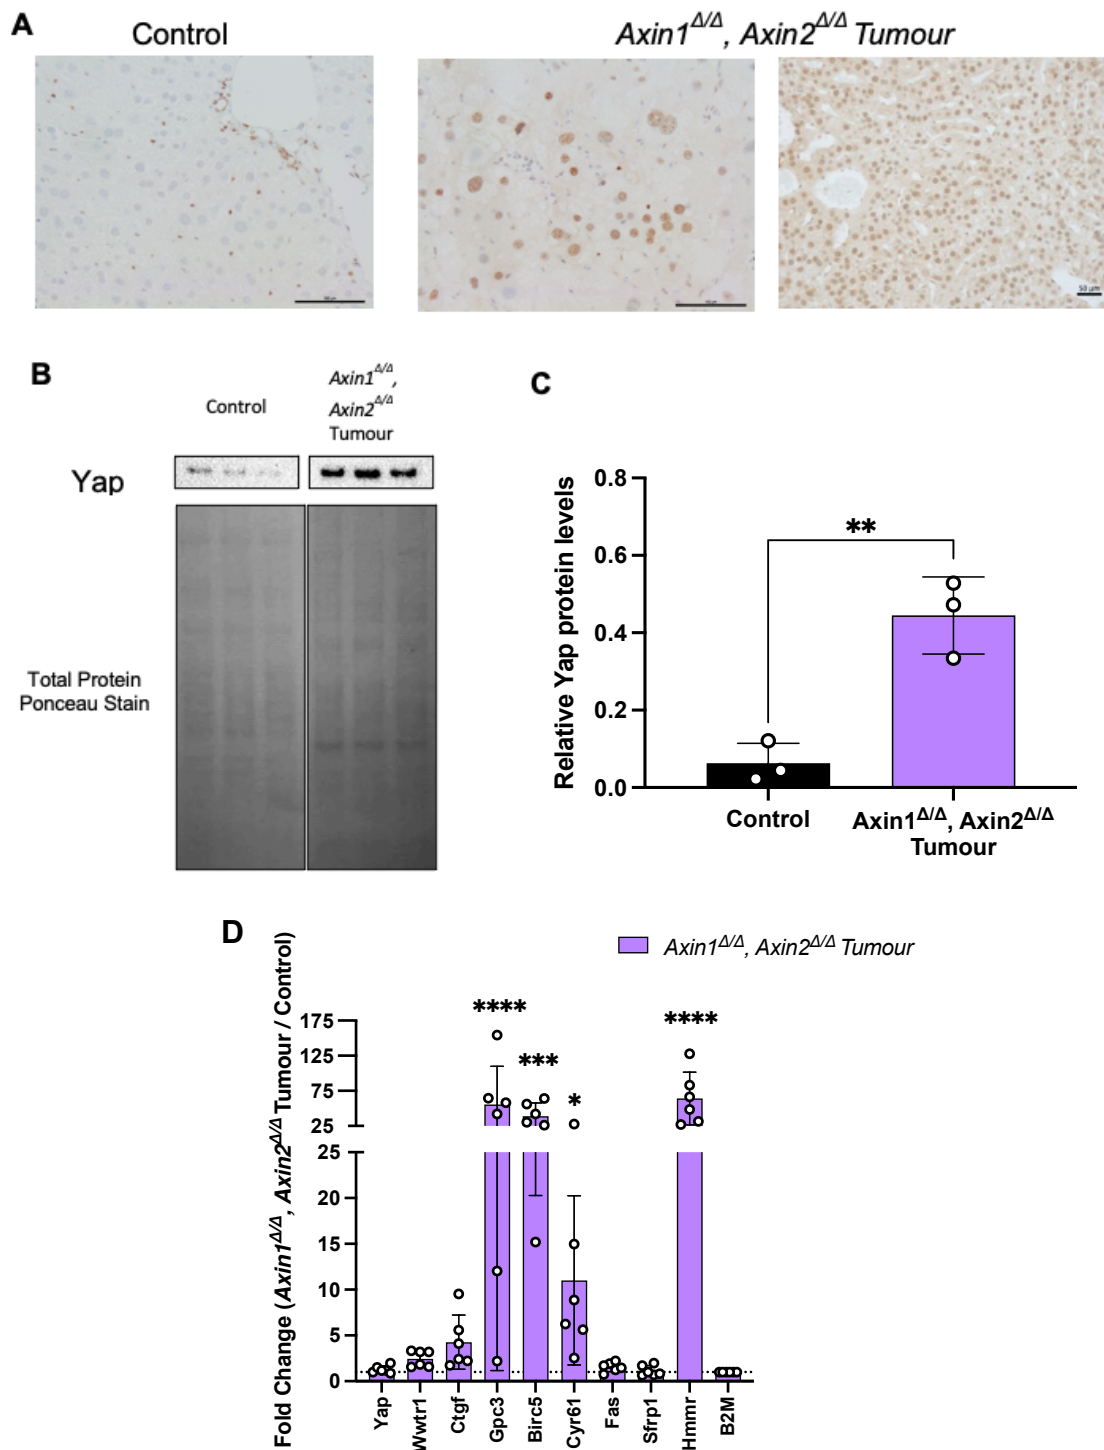 A
Control
Axin1Δ/Δ, Axin2Δ/Δ Tumour
50 μm
B
Control
Axin1Δ/Δ,
Axin2Δ/Δ
Tumour
Yap
Total Protein
Ponceau Stain
C
Relative Yap protein levels
0.8
0.6
0.4
0.2
0.0
**
Control
Axin1Δ/Δ, Axin2Δ/Δ
Tumour
D
Axin1Δ/Δ, Axin2Δ/Δ Tumour
Fold Change (Axin1Δ/Δ, Axin2Δ/Δ Tumour / Control)
175
125
75
25
25
20
15
10
5
0
****
***
*
****
Yap
Wwtr1
Ctgf
Gpc3
Birc5
Cyr61
Fas
Sfrp1
Hmmr
B2M